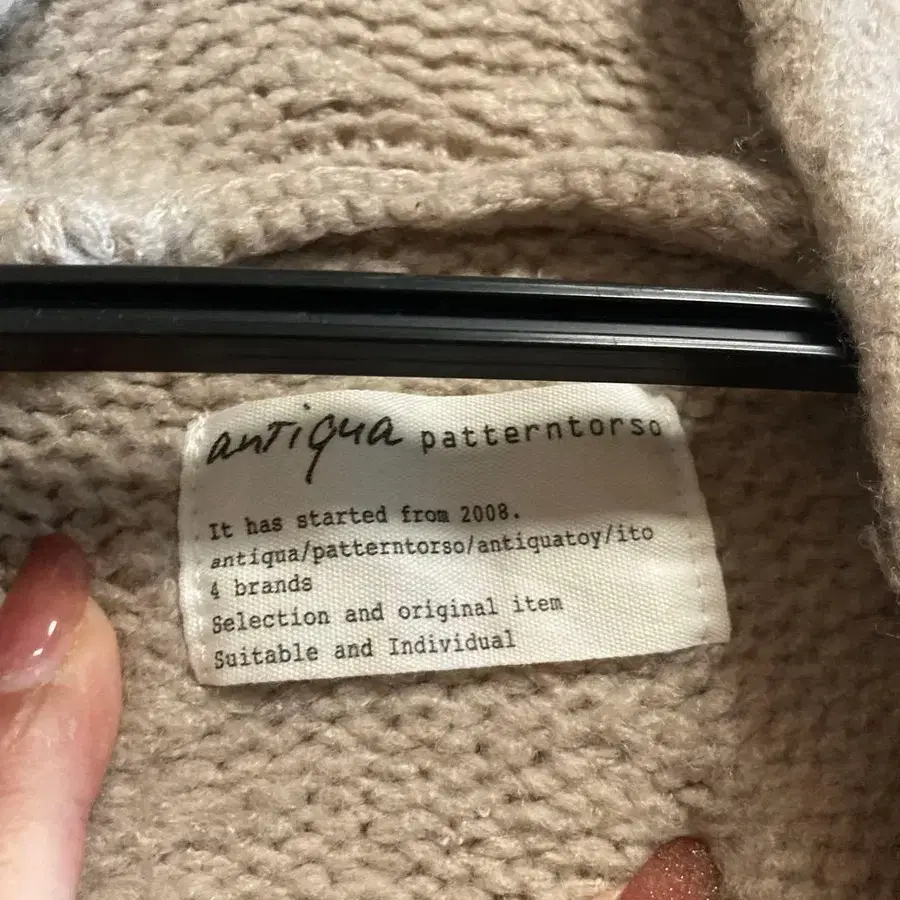 antiqua patterntorso
It has started from 2008.
antiqua/patterntorso/antiquatoy/ito
4 brands
Selection and original item
Suitable and Individual